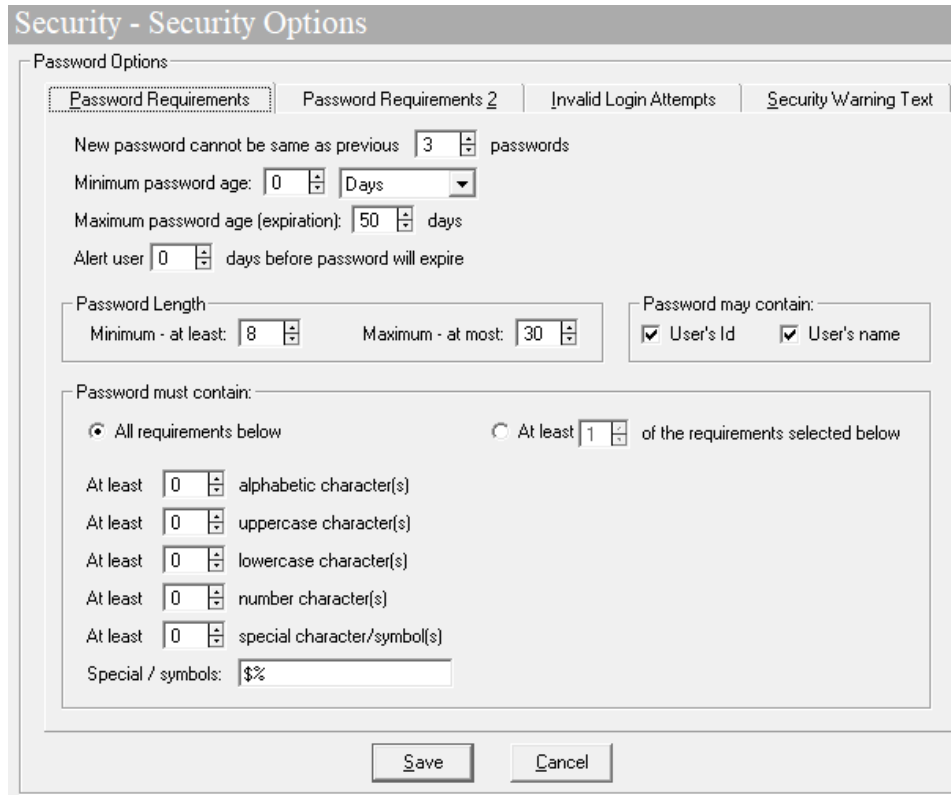 Security - Security Options
Password Options
Password Requirements Password Requirements 2 Invalid Login Attempts Security Warning Text
New password cannot be same as previous 3 passwords
Minimum password age: 0 Days
Maximum password age (expiration): 50 days
Alert user 0 days before password will expire
Password Length Password may contain:
Minimum - at least: 8 Maximum - at most: 30 User's Id User's name
Password must contain:
All requirements below At least 1 of the requirements selected below
At least 0 alphabetic character(s)
At least 0 uppercase character(s)
At least 0 lowercase character(s)
At least 0 number character(s)
At least 0 special character/symbol(s)
Special / symbols: $%
Save Cancel